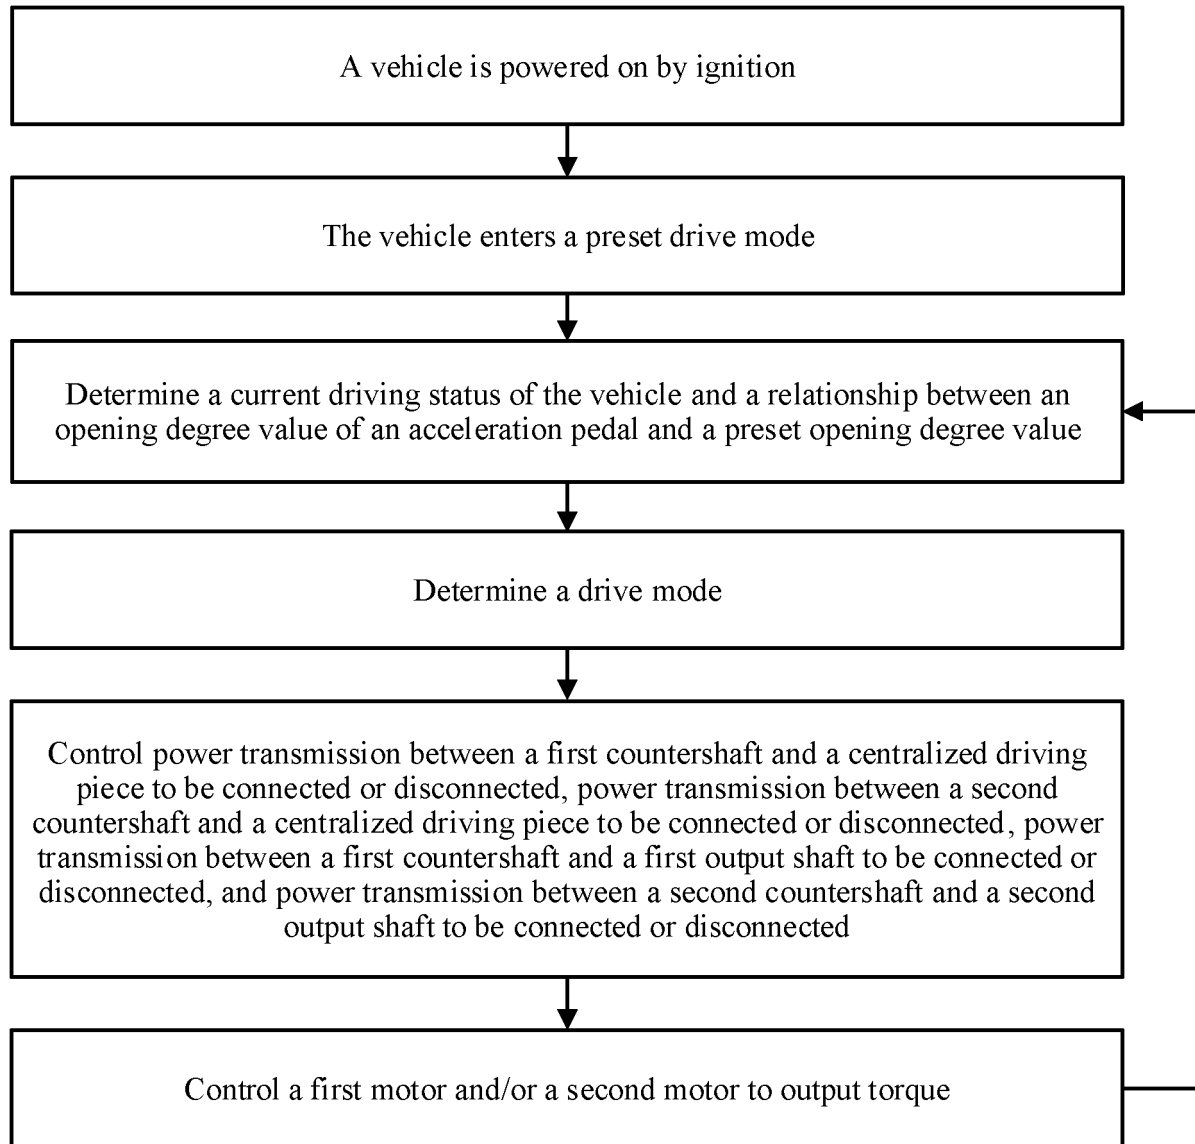 A vehicle is powered on by ignition
The vehicle enters a preset drive mode
Determine a current driving status of the vehicle and a relationship between an
opening degree value of an acceleration pedal and a preset opening degree value
Determine a drive mode
Control power transmission between a first countershaft and a centralized driving
piece to be connected or disconnected, power transmission between a second
countershaft and a centralized driving piece to be connected or disconnected, power
transmission between a first countershaft and a first output shaft to be connected or
disconnected, and power transmission between a second countershaft and a second
output shaft to be connected or disconnected
Control a first motor and/or a second motor to output torque